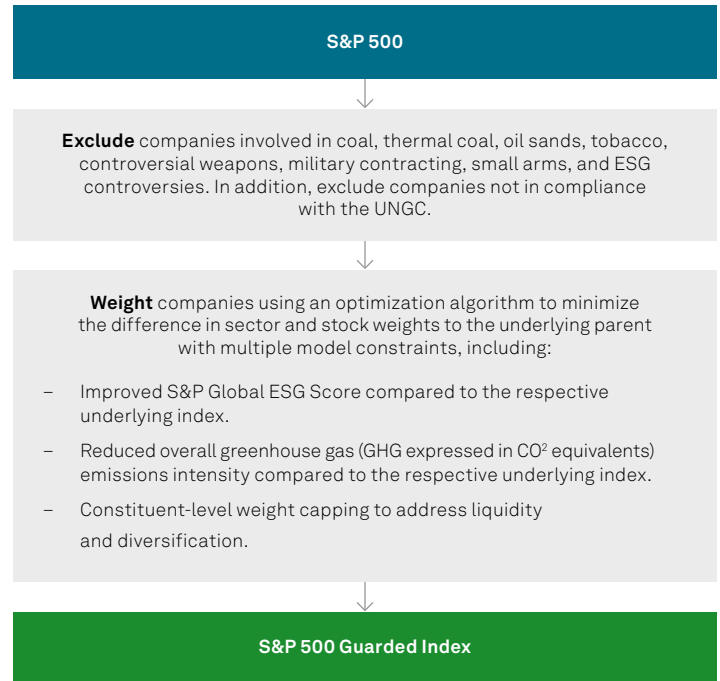 S&P 500
Exclude companies involved in coal, thermal coal, oil sands, tobacco,
controversial weapons, military contracting, small arms, and ESG
controversies. In addition, exclude companies not in compliance
with the UNGC.
Weight companies using an optimization algorithm to minimize
the difference in sector and stock weights to the underlying parent
with multiple model constraints, including:
– Improved S&P Global ESG Score compared to the respective
underlying index.
– Reduced overall greenhouse gas (GHG expressed in CO² equivalents)
emissions intensity compared to the respective underlying index.
– Constituent-level weight capping to address liquidity
and diversification.
S&P 500 Guarded Index